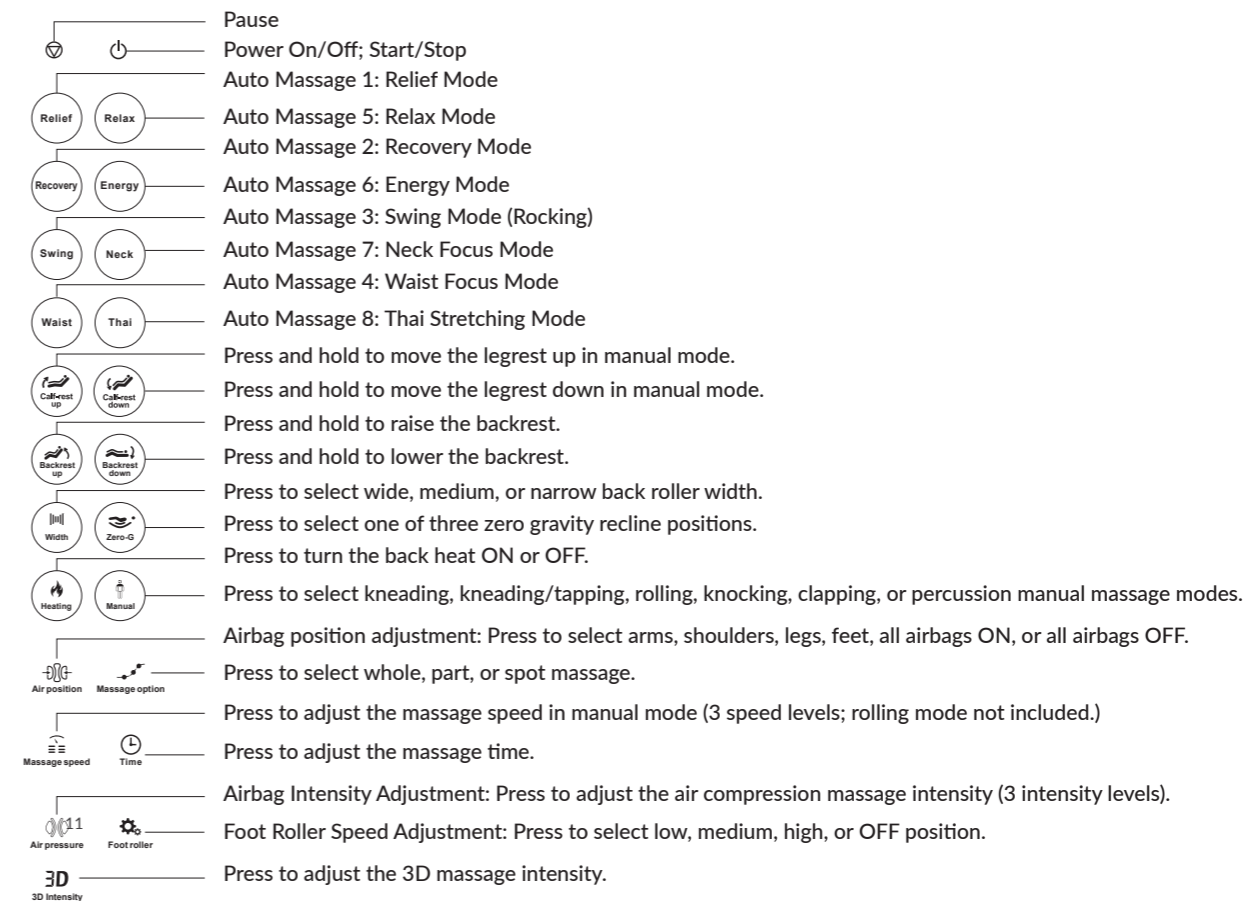 Pause
Power On/Off; Start/Stop
Auto Massage 1: Relief Mode
Relief Relax Auto Massage 5: Relax Mode
Auto Massage 2: Recovery Mode
Recovery Energy Auto Massage 6: Energy Mode
Auto Massage 3: Swing Mode (Rocking)
Swing Neck Auto Massage 7: Neck Focus Mode
Auto Massage 4: Waist Focus Mode
Waist Thai Auto Massage 8: Thai Stretching Mode
Press and hold to move the legrest up in manual mode.
Calf-rest up Calf-rest down Press and hold to move the legrest down in manual mode.
Press and hold to raise the backrest.
Backrest up Backrest down Press and hold to lower the backrest.
Press to select wide, medium, or narrow back roller width.
Width Zero-G Press to select one of three zero gravity recline positions.
Press to turn the back heat ON or OFF.
Heating Manual Press to select kneading, kneading/tapping, rolling, knocking, clapping, or percussion manual massage modes.
Airbag position adjustment: Press to select arms, shoulders, legs, feet, all airbags ON, or all airbags OFF.
Air position Massage option Press to select whole, part, or spot massage.
Press to adjust the massage speed in manual mode (3 speed levels; rolling mode not included.)
Massage speed Time Press to adjust the massage time.
Airbag Intensity Adjustment: Press to adjust the air compression massage intensity (3 intensity levels).
11
Air pressure Foot roller Foot Roller Speed Adjustment: Press to select low, medium, high, or OFF position.
3D Press to adjust the 3D massage intensity.
3D Intensity